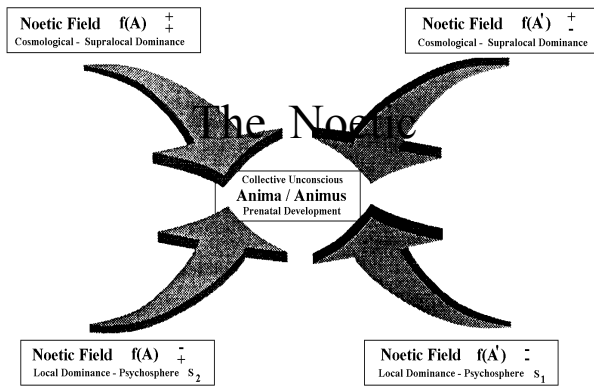 Noetic Field f(A) + +
Cosmological - Supralocal Dominance
Noetic Field f(A') + -
Cosmological - Supralocal Dominance
The Noetic
Collective Unconscious
Anima / Animus
Prenatal Development
Noetic Field f(A) - +
Local Dominance - Psychosphere S2
Noetic Field f(A') - -
Local Dominance - Psychosphere S1